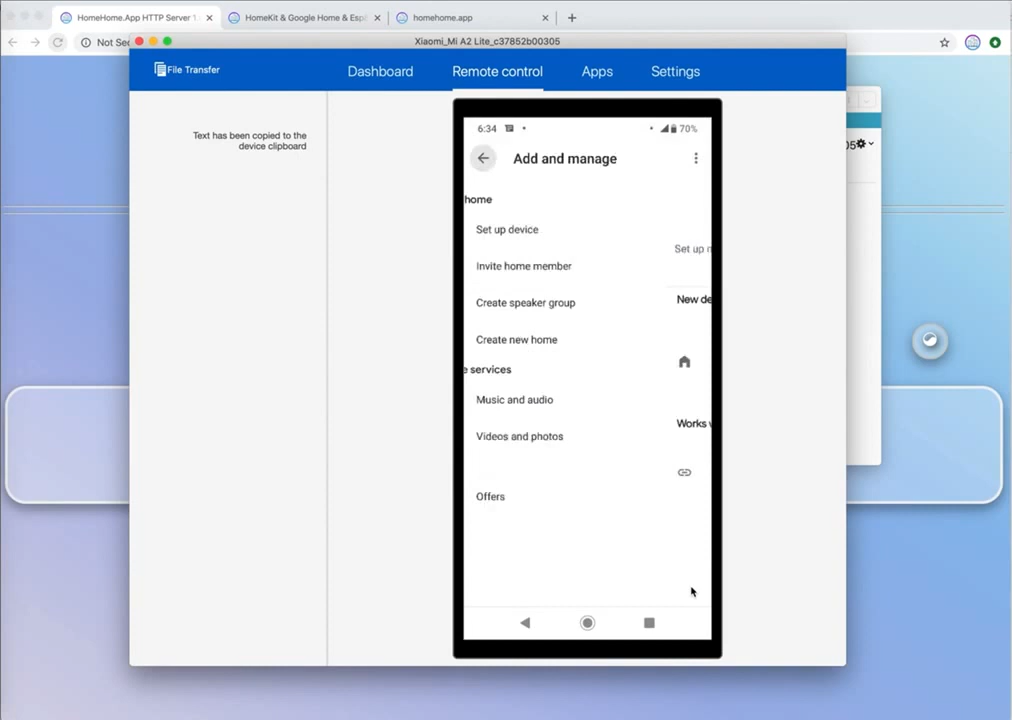 HomeHome.App HTTP Server 1.
HomeKit & Google Home & Esp
homehome.app
Not Sec
Xiaomi_Mi A2 Lite_c37852b00305
File Transfer
Dashboard
Remote control
Apps
Settings
Text has been copied to the
device clipboard
6:34
70%
Add and manage
home
Set up device
Set up n
Invite home member
Create speaker group
New de
Create new home
e services
Music and audio
Works w
Videos and photos
Offers
05